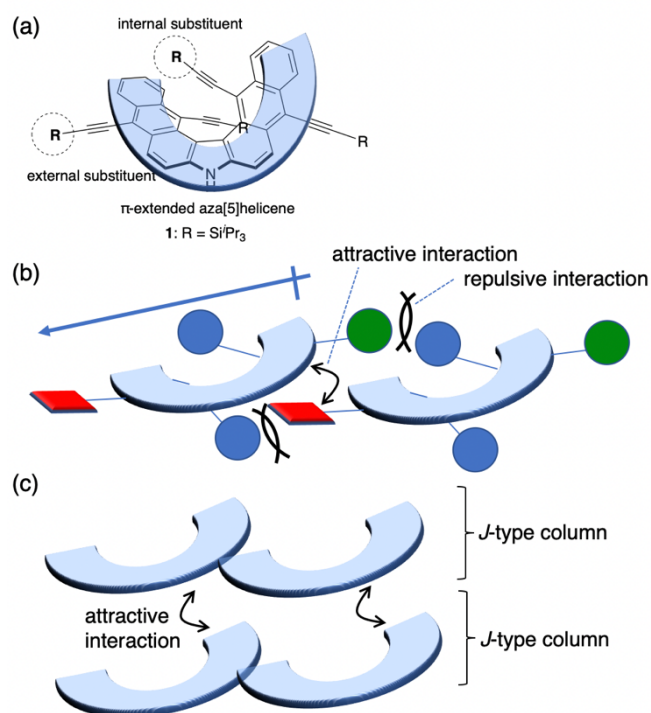 (a)
internal substituent
R
R
R
R
N
H
external substituent
π-extended aza[5]helicene
1: R = SiⁱPr₃
(b)
attractive interaction
repulsive interaction
(c)
J-type column
attractive
interaction
J-type column